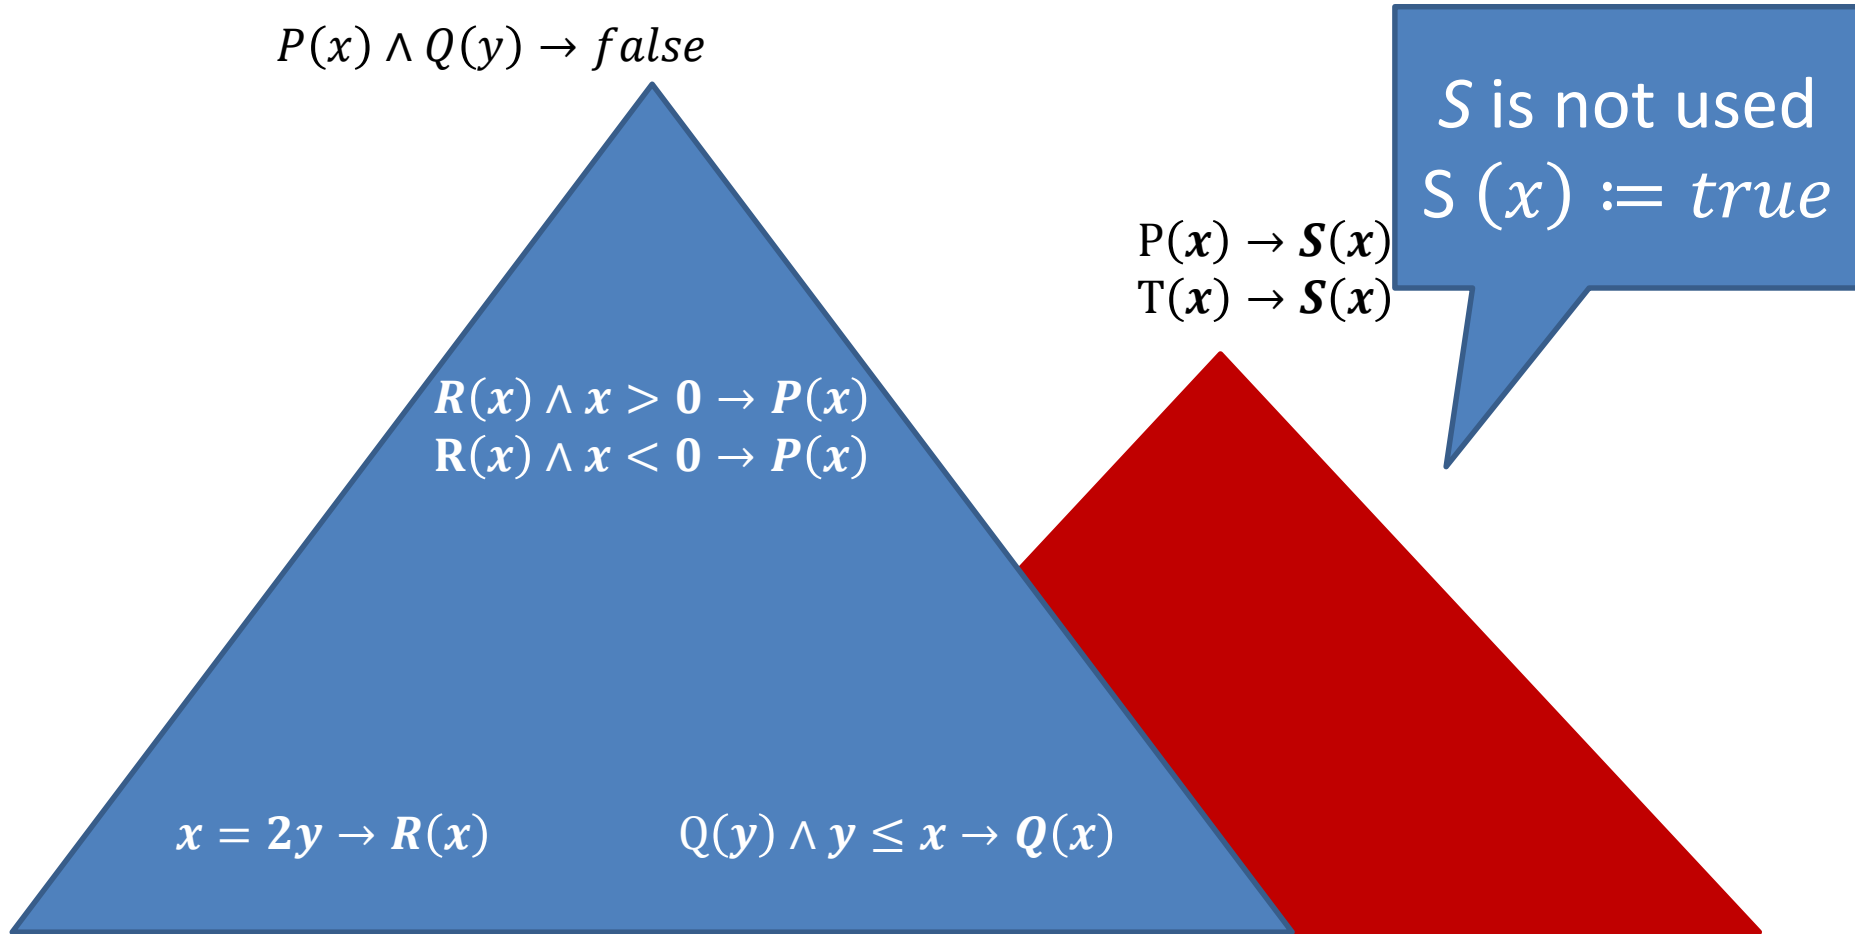 P(x) ∧ Q(y) → false
S is not used
S (x) ≔ true
P(x) → S(x)
T(x) → S(x)
R(x) ∧ x > 0 → P(x)
R(x) ∧ x < 0 → P(x)
x = 2y → R(x)
Q(y) ∧ y ≤ x → Q(x)